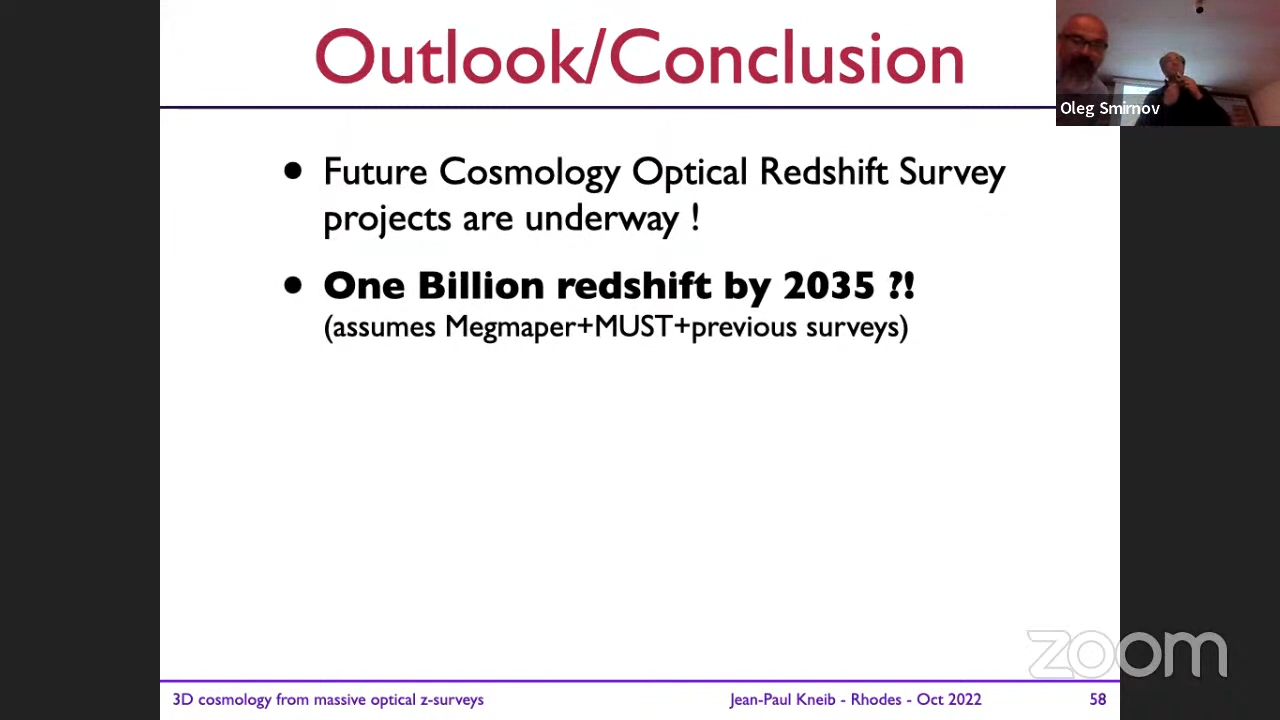 Outlook/Conclusion
Oleg Smirnov
• Future Cosmology Optical Redshift Survey
projects are underway !
• One Billion redshift by 2035 ?!
(assumes Megmaper+MUST+previous surveys)
zoom
3D cosmology from massive optical z-surveys
Jean-Paul Kneib - Rhodes - Oct 2022
58